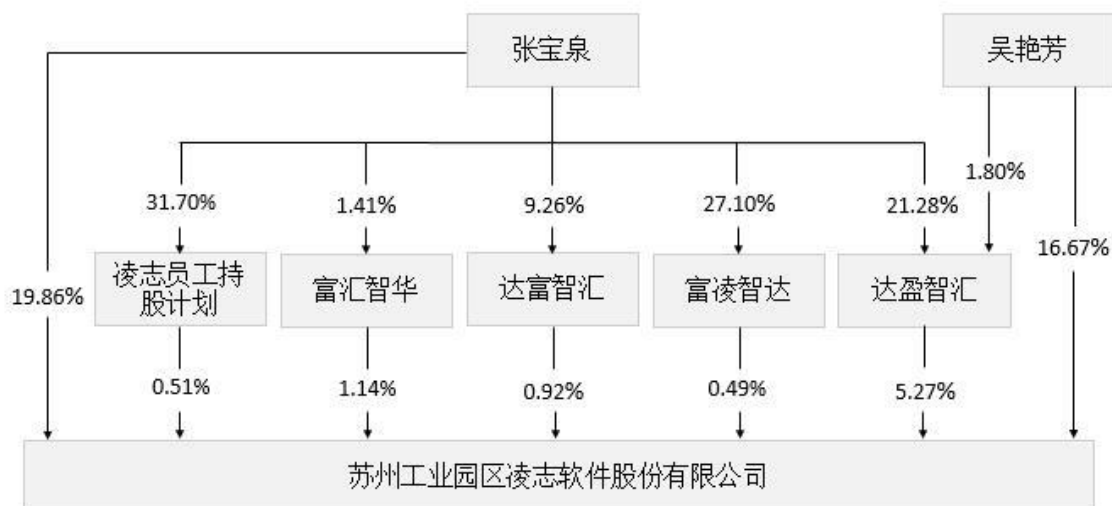 张宝泉
吴艳芳
1.80%
31.70%
1.41%
9.26%
27.10%
21.28%
16.67%
19.86%
凌志员工持
股计划
富汇智华
达富智汇
富凌智达
达盈智汇
0.51%
1.14%
0.92%
0.49%
5.27%
苏州工业园区凌志软件股份有限公司